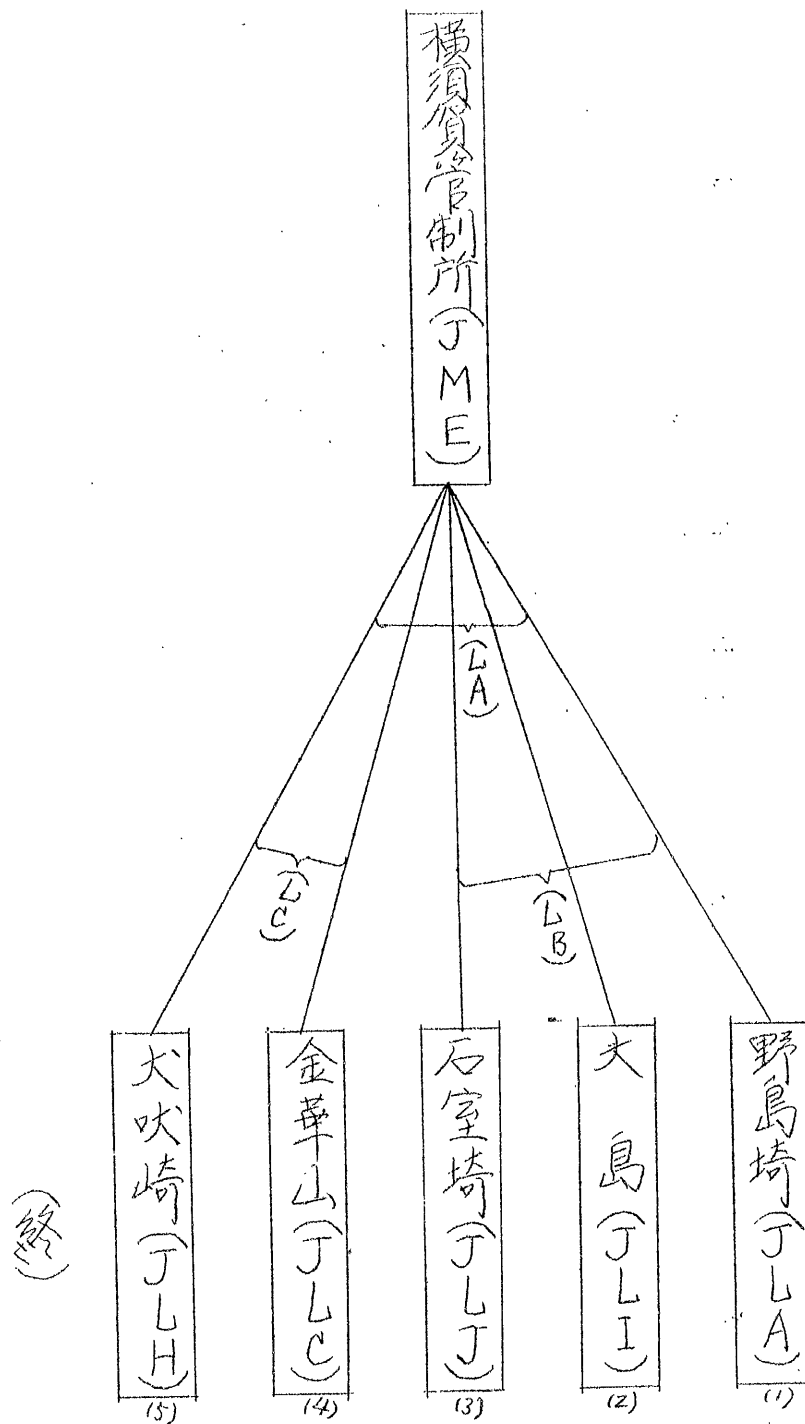 横須賀管制所(JME)
(LA)
(LB)
(LC)
野島埼(JLA)
(1)
大島(JLI)
(2)
石室埼(JLJ)
(3)
金華山(JLC)
(4)
犬吠崎(JLH)
(5)
(終)